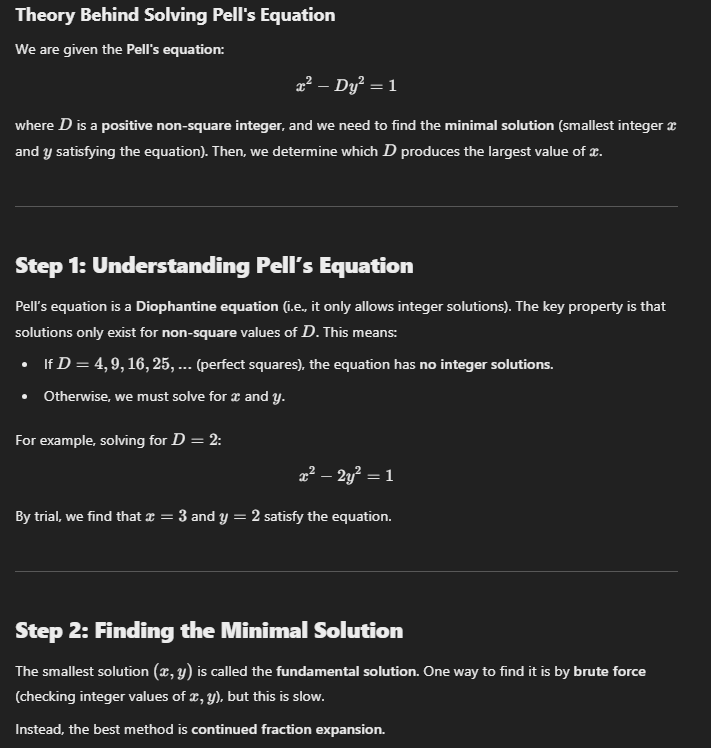 Theory Behind Solving Pell's Equation
We are given the Pell's equation:
x² − Dy² = 1
where D is a positive non-square integer, and we need to find the minimal solution (smallest integer x
and y satisfying the equation). Then, we determine which D produces the largest value of x.
Step 1: Understanding Pell’s Equation
Pell’s equation is a Diophantine equation (i.e., it only allows integer solutions). The key property is that
solutions only exist for non-square values of D. This means:
• If D = 4, 9, 16, 25, ... (perfect squares), the equation has no integer solutions.
• Otherwise, we must solve for x and y.
For example, solving for D = 2:
x² − 2y² = 1
By trial, we find that x = 3 and y = 2 satisfy the equation.
Step 2: Finding the Minimal Solution
The smallest solution (x, y) is called the fundamental solution. One way to find it is by brute force
(checking integer values of x, y), but this is slow.
Instead, the best method is continued fraction expansion.